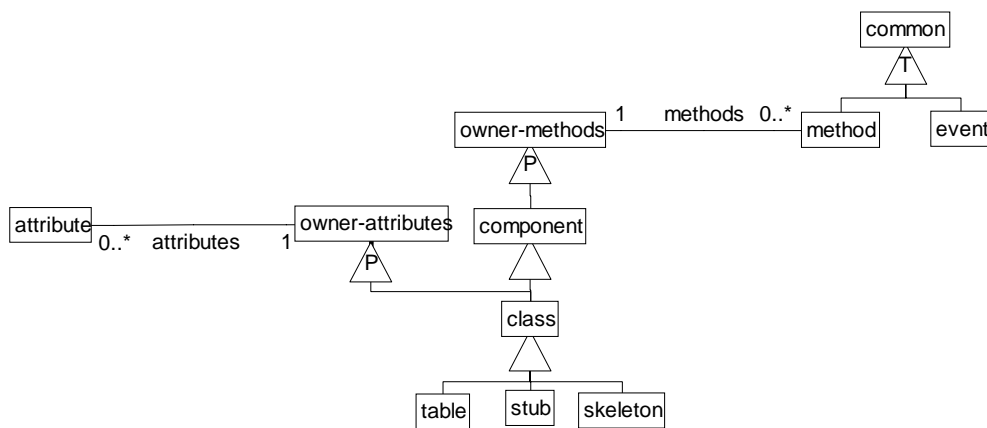 common
T
1 methods 0..*
owner-methods
method
event
P
attribute
owner-attributes
component
0..* attributes 1
P
class
table
stub
skeleton